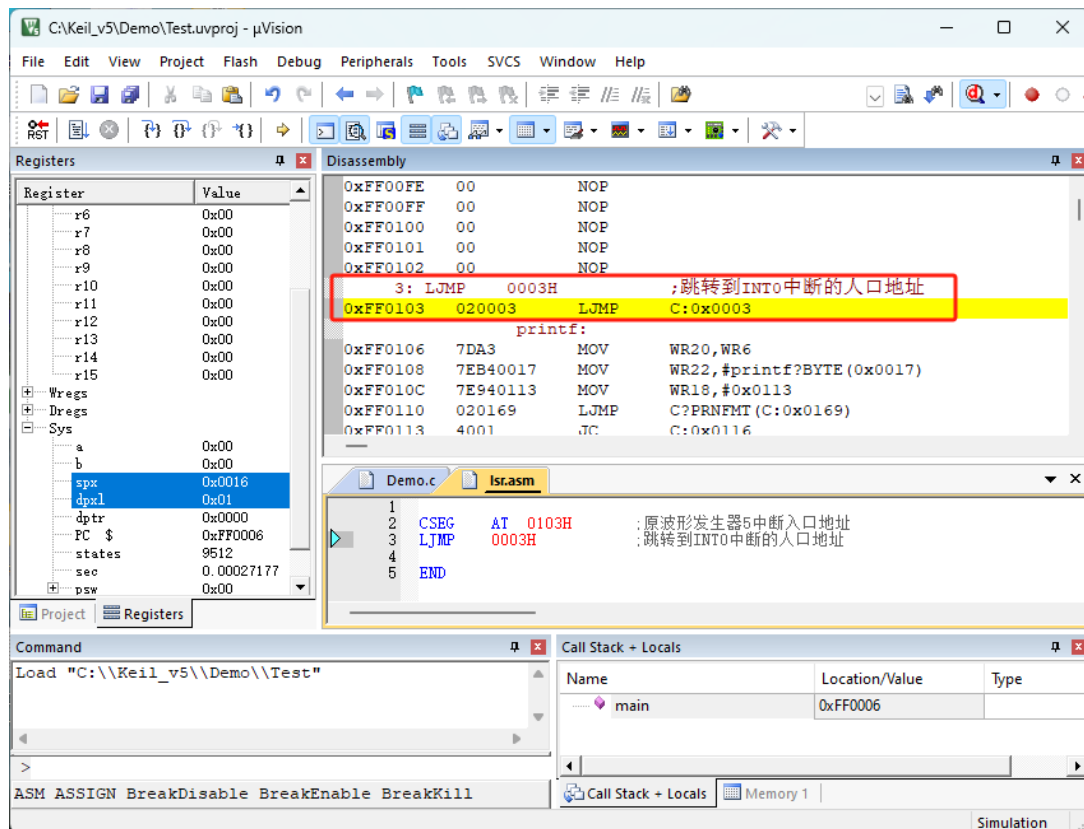 C:\Keil_v5\Demo\Test.uvproj - µVision
File Edit View Project Flash Debug Peripherals Tools SVCS Window Help
RST
Registers
Register Value
r6 0x00
r7 0x00
r8 0x00
r9 0x00
r10 0x00
r11 0x00
r12 0x00
r13 0x00
r14 0x00
r15 0x00
Wregs
Dregs
Sys
a 0x00
b 0x00
spx 0x0016
dpxl 0x01
dptr 0x0000
PC $ 0xFF0006
states 9512
sec 0.00027177
psw 0x00
Project Registers
Disassembly
0xFF00FE 00 NOP
0xFF00FF 00 NOP
0xFF0100 00 NOP
0xFF0101 00 NOP
0xFF0102 00 NOP
3: LJMP 0003H ;跳转到INT0中断的人口地址
0xFF0103 020003 LJMP C:0x0003
printf:
0xFF0106 7DA3 MOV WR20,WR6
0xFF0108 7EB40017 MOV WR22,#printf?BYTE(0x0017)
0xFF010C 7E940113 MOV WR18,#0x0113
0xFF0110 020169 LJMP C?PRNFMT(C:0x0169)
0xFF0113 4001 JC C:0x0116
Demo.c Isr.asm
1
2 CSEG AT 0103H ;原波形发生器5中断入口地址
3 LJMP 0003H ;跳转到INT0中断的人口地址
4
5 END
Command
Load "C:\\Keil_v5\\Demo\\Test"
>
ASM ASSIGN BreakDisable BreakEnable BreakKill
Call Stack + Locals
Name Location/Value Type
main 0xFF0006
Call Stack + Locals Memory 1
Simulation